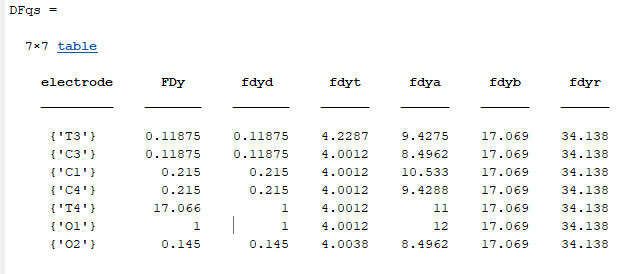 DFqs =
7×7 table
electrode FDy fdyd fdyt fdya fdyb fdyr
{'T3'} 0.11875 0.11875 4.2287 9.4275 17.069 34.138
{'C3'} 0.11875 0.11875 4.0012 8.4962 17.069 34.138
{'C1'} 0.215 0.215 4.0012 10.533 17.069 34.138
{'C4'} 0.215 0.215 4.0012 9.4288 17.069 34.138
{'T4'} 17.066 1 4.0012 11 17.069 34.138
{'O1'} 1 1 4.0012 12 17.069 34.138
{'O2'} 0.145 0.145 4.0038 8.4962 17.069 34.138